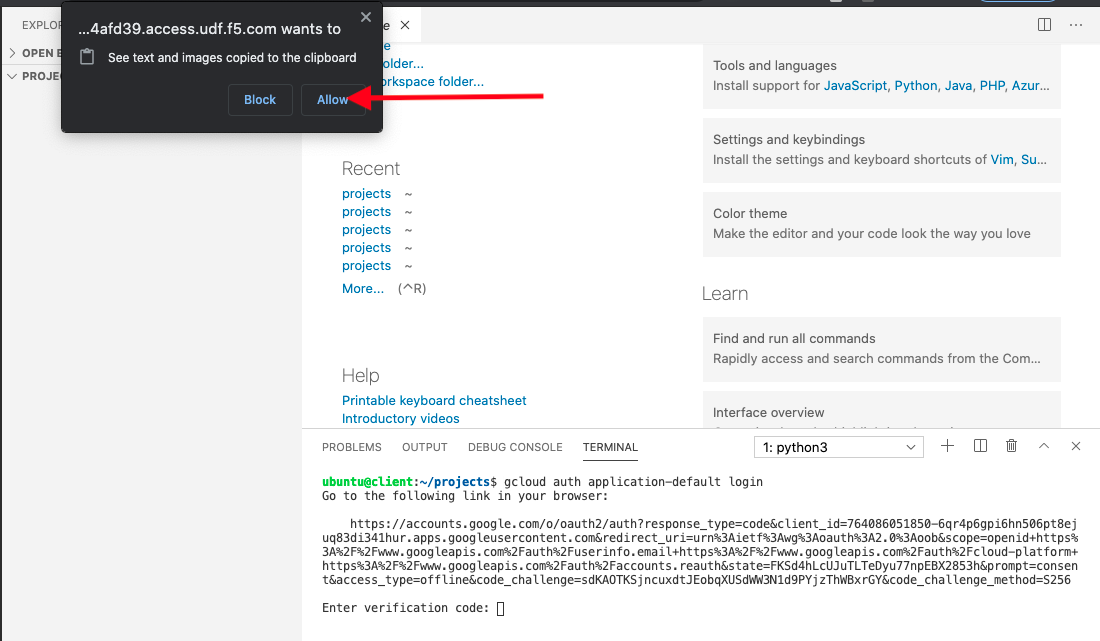 ...4afd39.access.udf.f5.com wants to
See text and images copied to the clipboard
Block
Allow
EXPLOR
OPEN E
PROJE
e
older...
orkspace folder...
Recent
projects ~
projects ~
projects ~
projects ~
projects ~
More... (^R)
Help
Printable keyboard cheatsheet
Introductory videos
Tools and languages
Install support for JavaScript, Python, Java, PHP, Azur...
Settings and keybindings
Install the settings and keyboard shortcuts of Vim, Su...
Color theme
Make the editor and your code look the way you love
Learn
Find and run all commands
Rapidly access and search commands from the Com...
Interface overview
PROBLEMS OUTPUT DEBUG CONSOLE TERMINAL 1: python3
ubuntu@client:~/projects$ gcloud auth application-default login
Go to the following link in your browser:
https://accounts.google.com/o/oauth2/auth?response_type=code&client_id=764086051850-6qr4p6gpi6hn506pt8ej
uq83di341hur.apps.googleusercontent.com&redirect_uri=urn%3Aietf%3Awg%3Aoauth%3A2.0%3Aoob&scope=openid+https%
3A%2F%2Fwww.googleapis.com%2Fauth%2Fuserinfo.email+https%3A%2F%2Fwww.googleapis.com%2Fauth%2Fcloud-platform+
https%3A%2F%2Fwww.googleapis.com%2Fauth%2Faccounts.reauth&state=FKSd4hLcUJuTLTeDyu77npEBX2853h&prompt=consen
t&access_type=offline&code_challenge=sdKAOTKSjncuxdtJEobqXUSdWW3N1d9PYjzThWBxrGY&code_challenge_method=S256
Enter verification code: